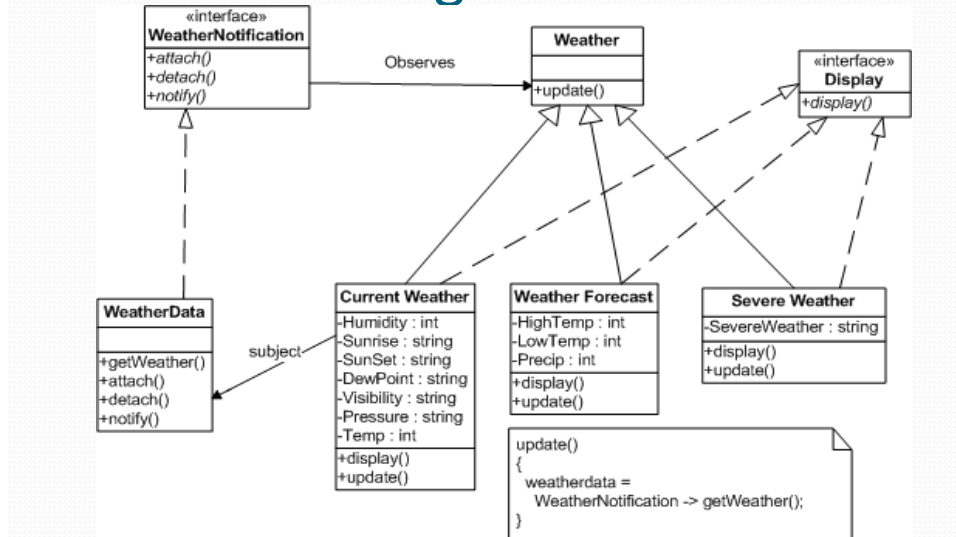 «interface»
WeatherNotification
+attach()
+detach()
+notify()
Observes
Weather
+update()
«interface»
Display
+display()
WeatherData
+getWeather()
+attach()
+detach()
+notify()
subject
Current Weather
-Humidity : int
-Sunrise : string
-SunSet : string
-DewPoint : string
-Visibility : string
-Pressure : string
-Temp : int
+display()
+update()
Weather Forecast
-HighTemp : int
-LowTemp : int
-Precip : int
+display()
+update()
Severe Weather
-SevereWeather : string
+display()
+update()
update()
{
weatherdata =
WeatherNotification -> getWeather();
}